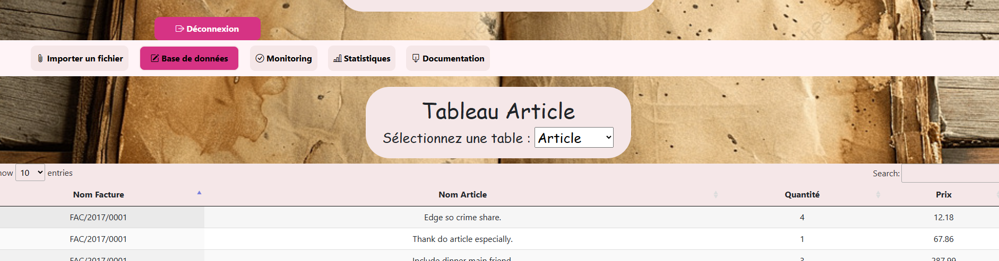 Déconnexion
Importer un fichier Base de données Monitoring Statistiques Documentation
Tableau Article
Sélectionnez une table : Article
10 entries Search:
Nom Facture Nom Article Quantité Prix
FAC/2017/0001 Edge so crime share. 4 12.18
FAC/2017/0001 Thank do article especially. 1 67.86
FAC/2017/0001 Include dinner main friend. 287.99